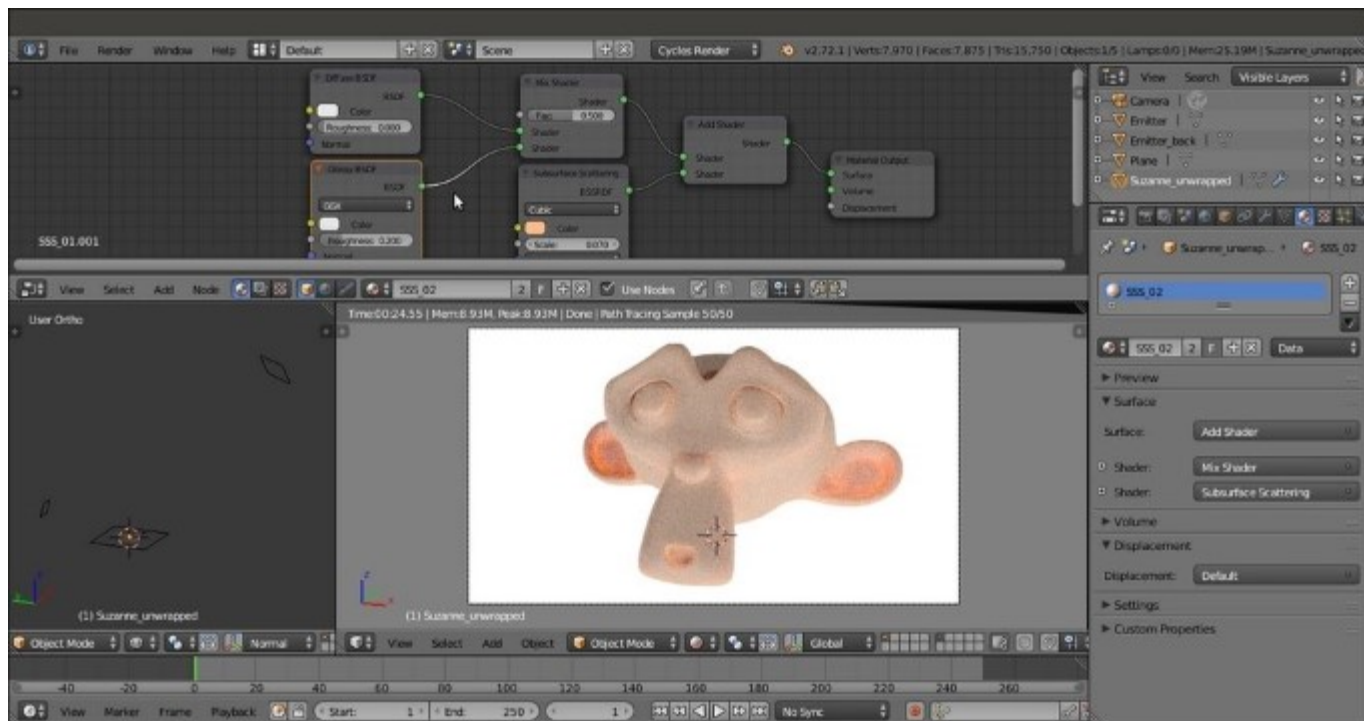 File Render Window Help Default Scene Cycles Render v2.72.1 | Verts:7,970 | Faces:7,875 | Tris:15,750 | Objects:1/5 | Lamps:0/0 | Mem:25.19M | Suzanne_unwrappe
View Search Visible Layers
Camera
Emitter
Emitter_back
Plane
Suzanne_unwrapped
Diffuse BSDF
BSDF
Color
Roughness: 0.000
Normal
Glossy BSDF
BSDF
GGX
Color
Roughness: 0.200
Normal
Mix Shader
Shader
Fac: 0.500
Shader
Shader
Subsurface Scattering
BSSRDF
Cubic
Color
Scale: 0.070
Add Shader
Shader
Shader
Shader
Material Output
Surface
Volume
Displacement
SSS_01.001
View Select Add Node SSS_02 2 F Use Nodes
Suzanne_unwrap... SSS_02
SSS_02
SSS_02 2 F Data
Preview
Surface
Surface: Add Shader
Shader: Mix Shader
Shader: Subsurface Scattering
Volume
Displacement
Displacement: Default
Settings
Custom Properties
User Ortho
(1) Suzanne_unwrapped
Time:00:24.55 | Mem:8.93M, Peak:8.93M | Done | Path Tracing Sample 50/50
(1) Suzanne_unwrapped
Object Mode Normal
View Select Add Object Object Mode Global
-40 -20 0 20 40 60 80 100 120 140 160 180 200 220 240 260
View Marker Frame Playback Start: 1 End: 250 1 No Sync